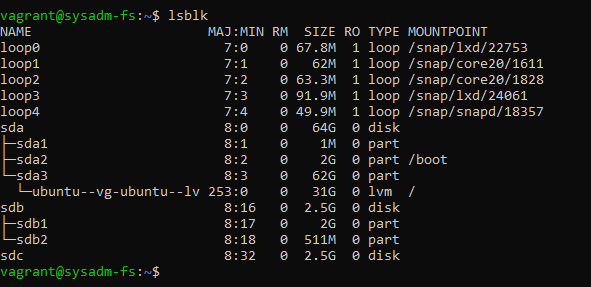 vagrant@sysadm-fs:~$ lsblk
NAME                      MAJ:MIN RM  SIZE RO TYPE MOUNTPOINT
loop0                       7:0    0 67.8M  1 loop /snap/lxd/22753
loop1                       7:1    0   62M  1 loop /snap/core20/1611
loop2                       7:2    0 63.3M  1 loop /snap/core20/1828
loop3                       7:3    0 91.9M  1 loop /snap/lxd/24061
loop4                       7:4    0 49.9M  1 loop /snap/snapd/18357
sda                         8:0    0   64G  0 disk
├─sda1                      8:1    0    1M  0 part
├─sda2                      8:2    0    2G  0 part /boot
└─sda3                      8:3    0   62G  0 part
  └─ubuntu--vg-ubuntu--lv 253:0    0   31G  0 lvm  /
sdb                         8:16   0  2.5G  0 disk
├─sdb1                      8:17   0    2G  0 part
└─sdb2                      8:18   0  511M  0 part
sdc                         8:32   0  2.5G  0 disk
vagrant@sysadm-fs:~$